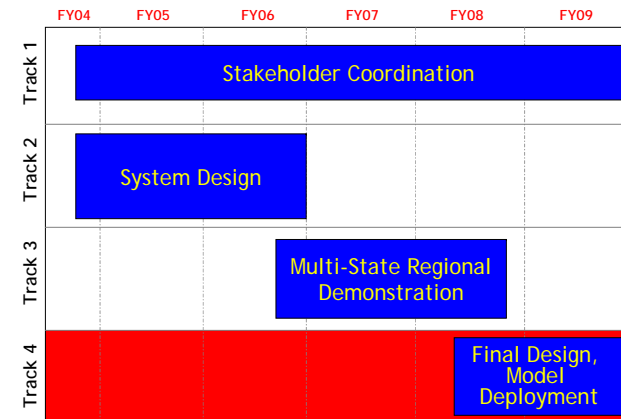 FY04 FY05 FY06 FY07 FY08 FY09
Track 1
Stakeholder Coordination
Track 2
System Design
Track 3
Multi-State Regional
Demonstration
Track 4
Final Design,
Model
Deployment